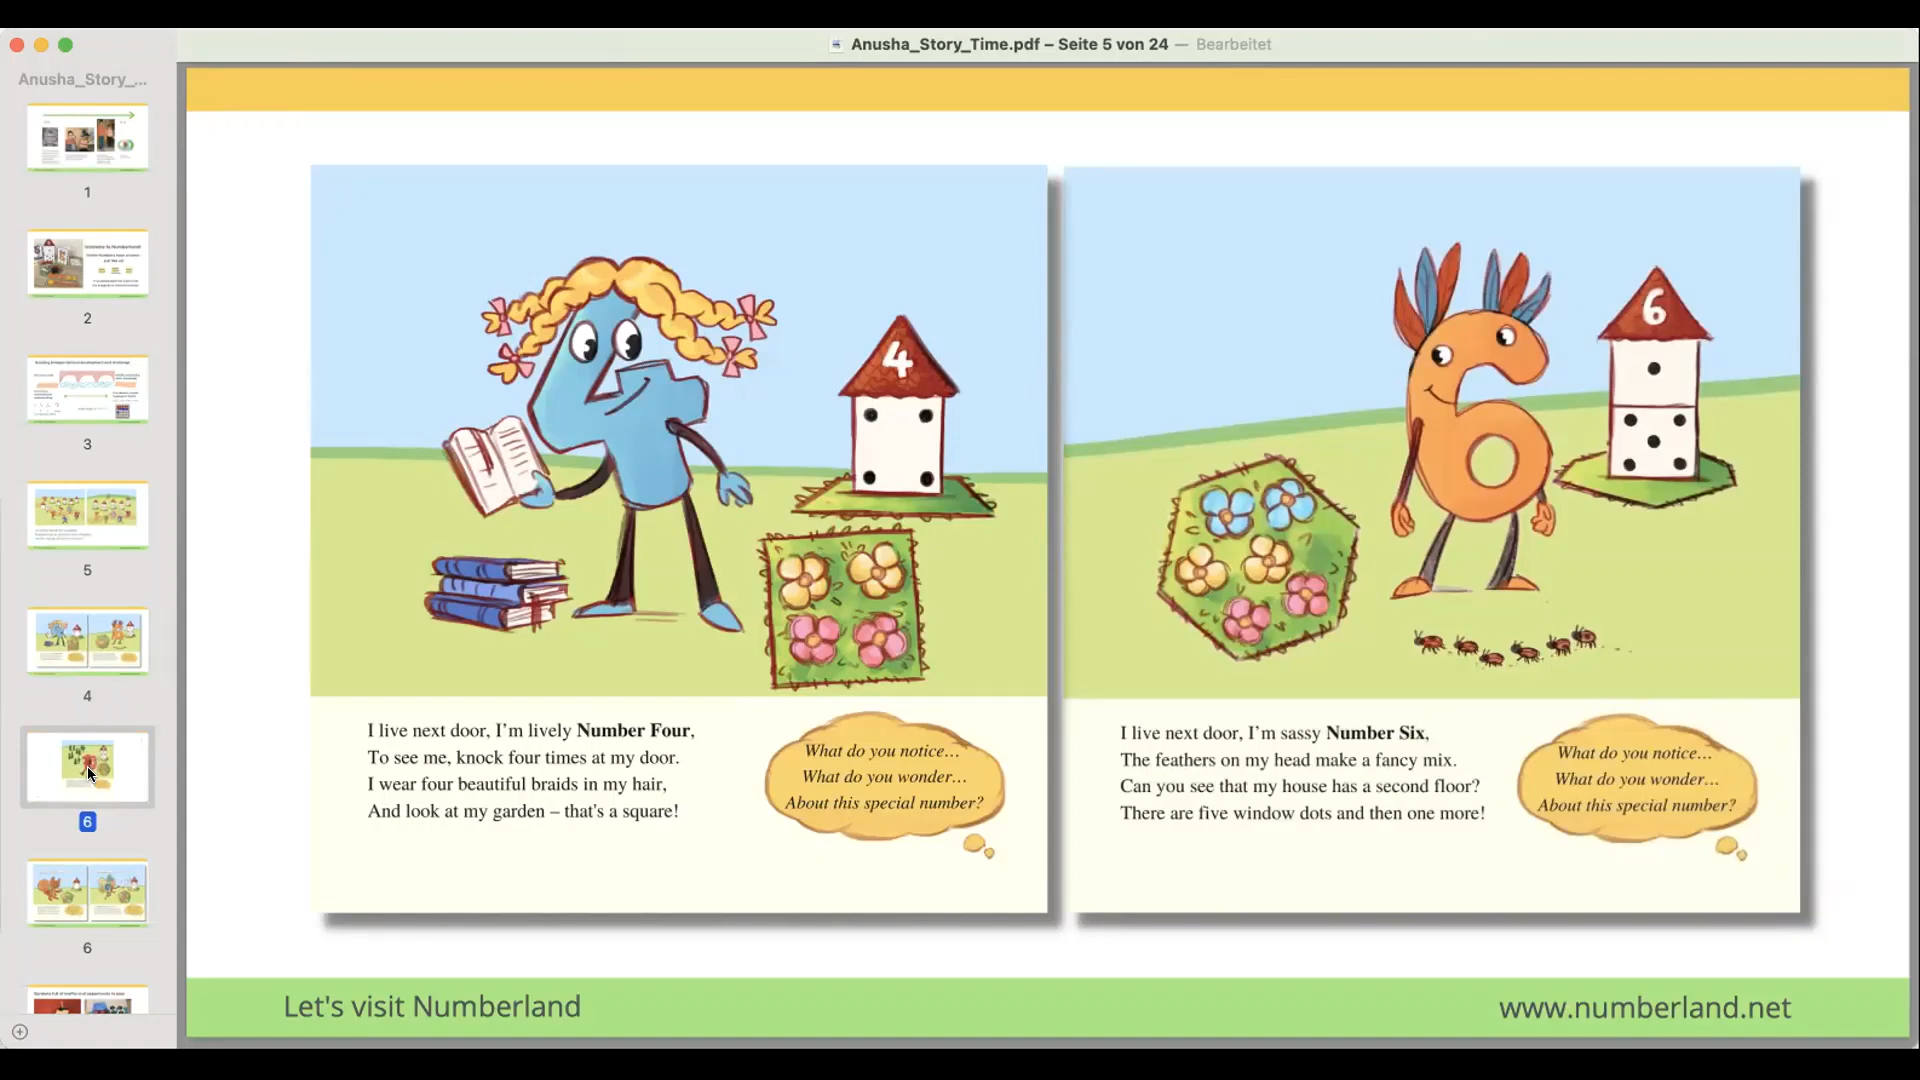 Anusha_Story_Time.pdf – Seite 5 von 24 — Bearbeitet
Anusha_Story_...
1
2
3
5
4
6
6
4
6
I live next door, I’m lively Number Four,
To see me, knock four times at my door.
I wear four beautiful braids in my hair,
And look at my garden – that's a square!
What do you notice…
What do you wonder…
About this special number?
I live next door, I’m sassy Number Six,
The feathers on my head make a fancy mix.
Can you see that my house has a second floor?
There are five window dots and then one more!
What do you notice…
What do you wonder…
About this special number?
Let's visit Numberland
www.numberland.net